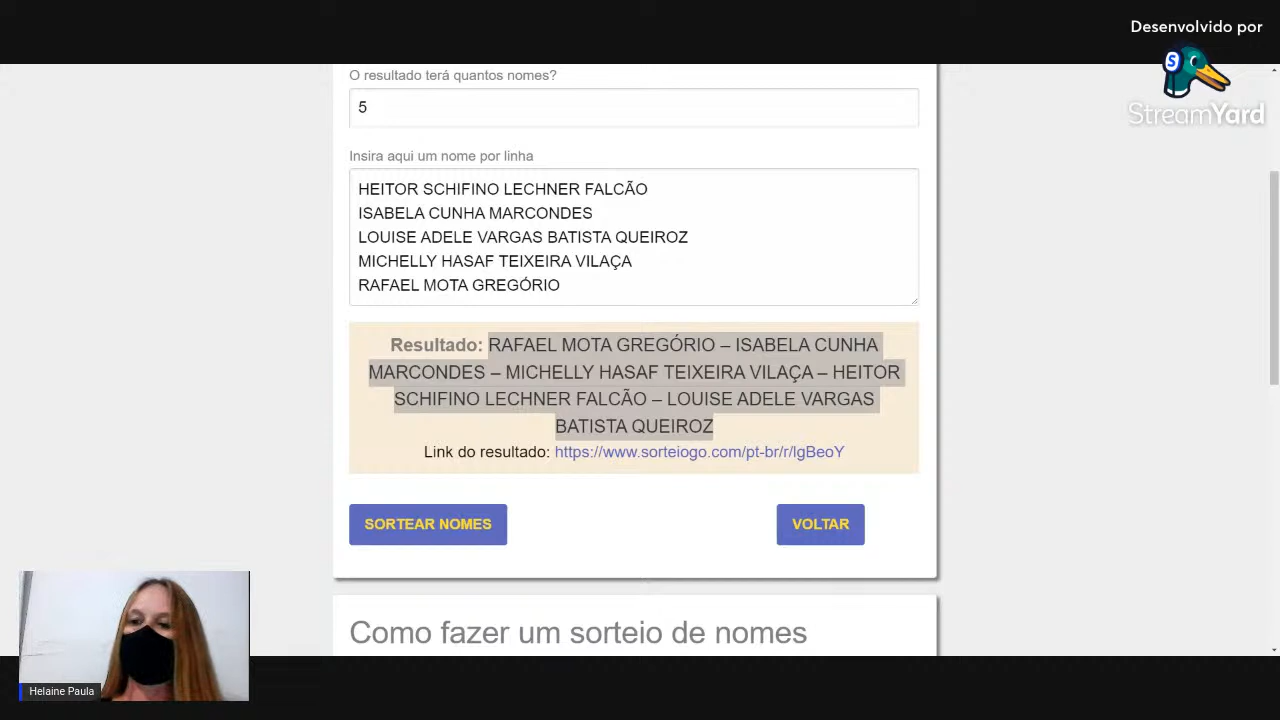 Desenvolvido por
StreamYard
O resultado terá quantos nomes?
5
Insira aqui um nome por linha
HEITOR SCHIFINO LECHNER FALCÃO
ISABELA CUNHA MARCONDES
LOUISE ADELE VARGAS BATISTA QUEIROZ
MICHELLY HASAF TEIXEIRA VILAÇA
RAFAEL MOTA GREGÓRIO
Resultado: RAFAEL MOTA GREGÓRIO – ISABELA CUNHA
MARCONDES – MICHELLY HASAF TEIXEIRA VILAÇA – HEITOR
SCHIFINO LECHNER FALCÃO – LOUISE ADELE VARGAS
BATISTA QUEIROZ
Link do resultado: https://www.sorteiogo.com/pt-br/r/lgBeoY
SORTEAR NOMES
VOLTAR
Como fazer um sorteio de nomes
Helaine Paula